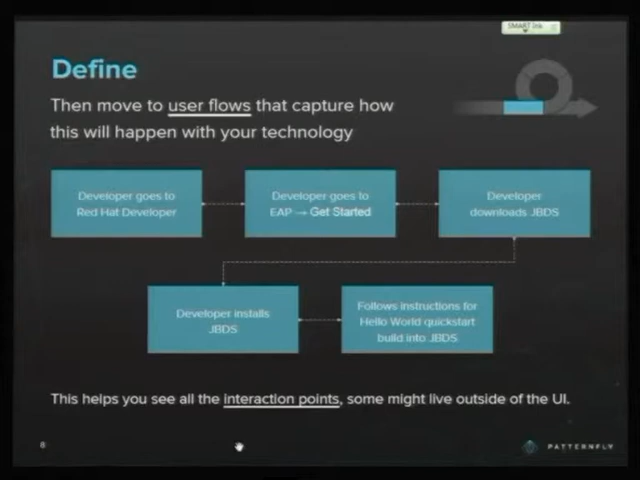 SMART Ink
Define
Then move to user flows that capture how
this will happen with your technology
Developer goes to
Red Hat Developer
Developer goes to
EAP → Get Started
Developer
downloads JBDS
Developer installs
JBDS
Follows instructions for
Hello World quickstart
build into JBDS
This helps you see all the interaction points, some might live outside of the UI.
8
PATTERNFLY